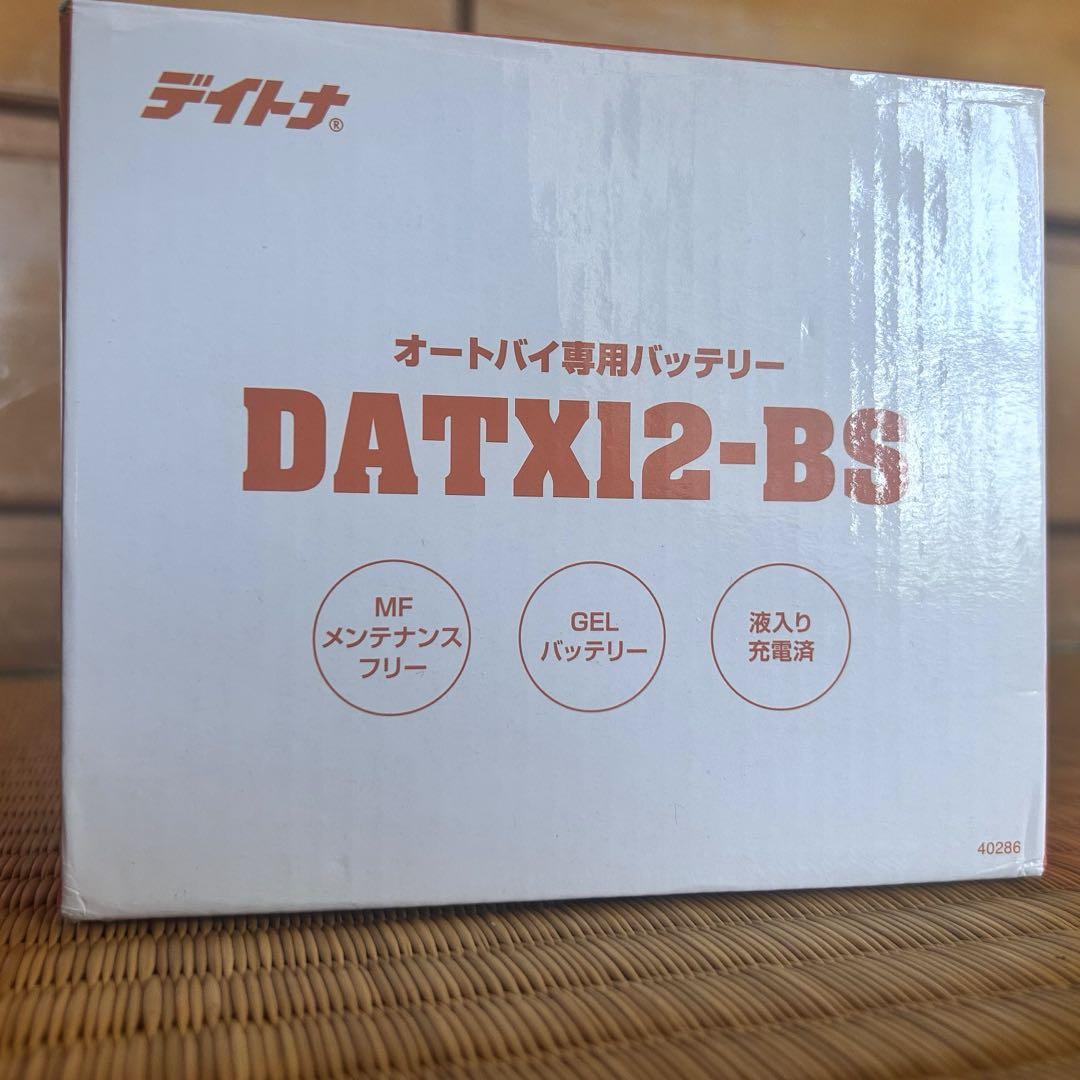 デイトナ®
オートバイ専用バッテリー
DATX12-BS
MF
メンテナンス
フリー
GEL
バッテリー
液入り
充電済
40286